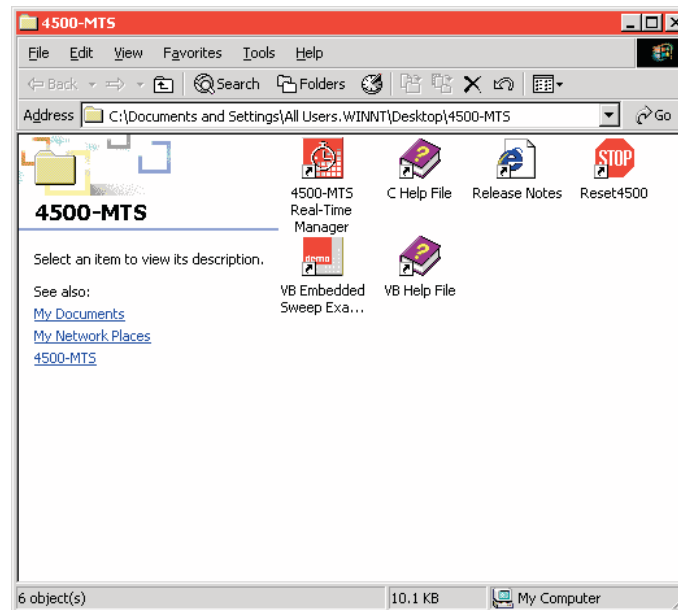 4500-MTS
File Edit View Favorites Tools Help
Back Search Folders
Address C:\Documents and Settings\All Users.WINNT\Desktop\4500-MTS Go
4500-MTS
Select an item to view its description.
See also:
My Documents
My Network Places
4500-MTS
4500-MTS
Real-Time
Manager
C Help File
Release Notes
STOP
Reset4500
demo
VB Embedded
Sweep Exa...
VB Help File
6 object(s) 10.1 KB My Computer